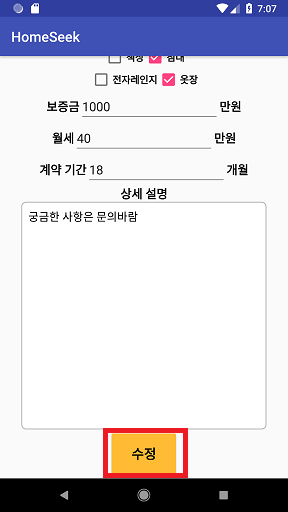 7:07
HomeSeek
책상 침대
전자레인지 옷장
보증금 1000 만원
월세 40 만원
계약 기간 18 개월
상세 설명
궁금한 사항은 문의바람
수정